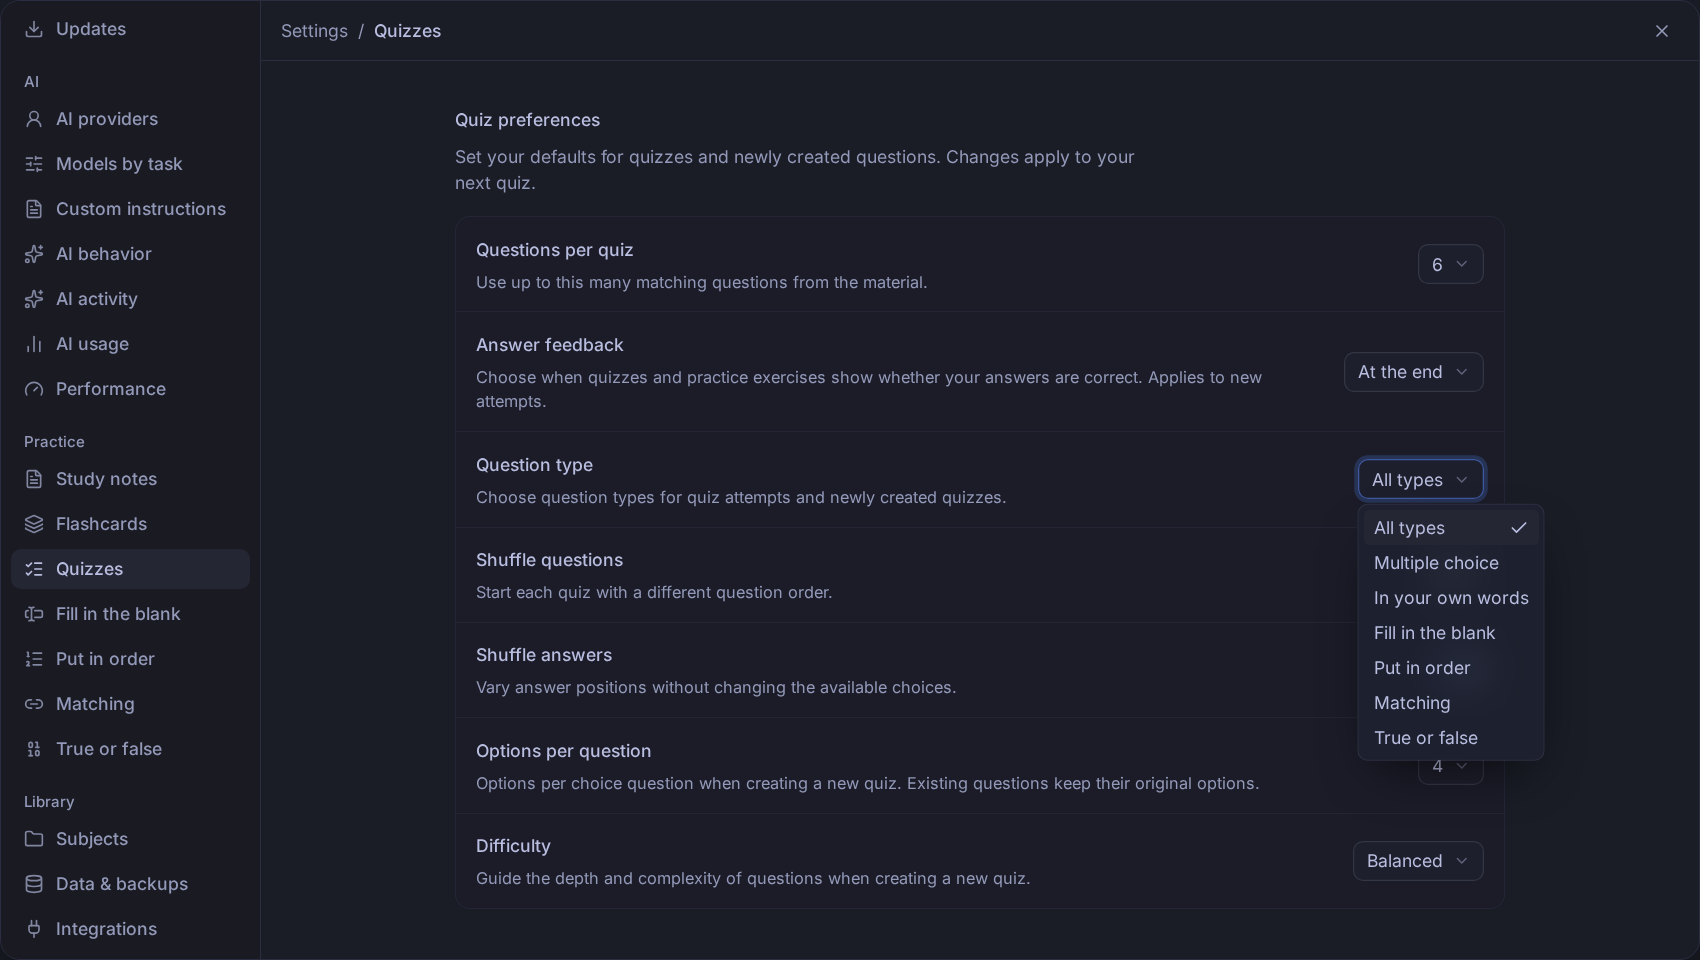 Updates
AI
AI providers
Models by task
Custom instructions
AI behavior
AI activity
AI usage
Performance
Practice
Study notes
Flashcards
Quizzes
Fill in the blank
Put in order
Matching
True or false
Library
Subjects
Data & backups
Integrations
Settings / Quizzes
Quiz preferences
Set your defaults for quizzes and newly created questions. Changes apply to your
next quiz.
Questions per quiz
Use up to this many matching questions from the material.
6
Answer feedback
Choose when quizzes and practice exercises show whether your answers are correct. Applies to new
attempts.
At the end
Question type
Choose question types for quiz attempts and newly created quizzes.
All types
All types
Multiple choice
In your own words
Fill in the blank
Put in order
Matching
True or false
Shuffle questions
Start each quiz with a different question order.
Shuffle answers
Vary answer positions without changing the available choices.
Options per question
Options per choice question when creating a new quiz. Existing questions keep their original options.
4
Difficulty
Guide the depth and complexity of questions when creating a new quiz.
Balanced